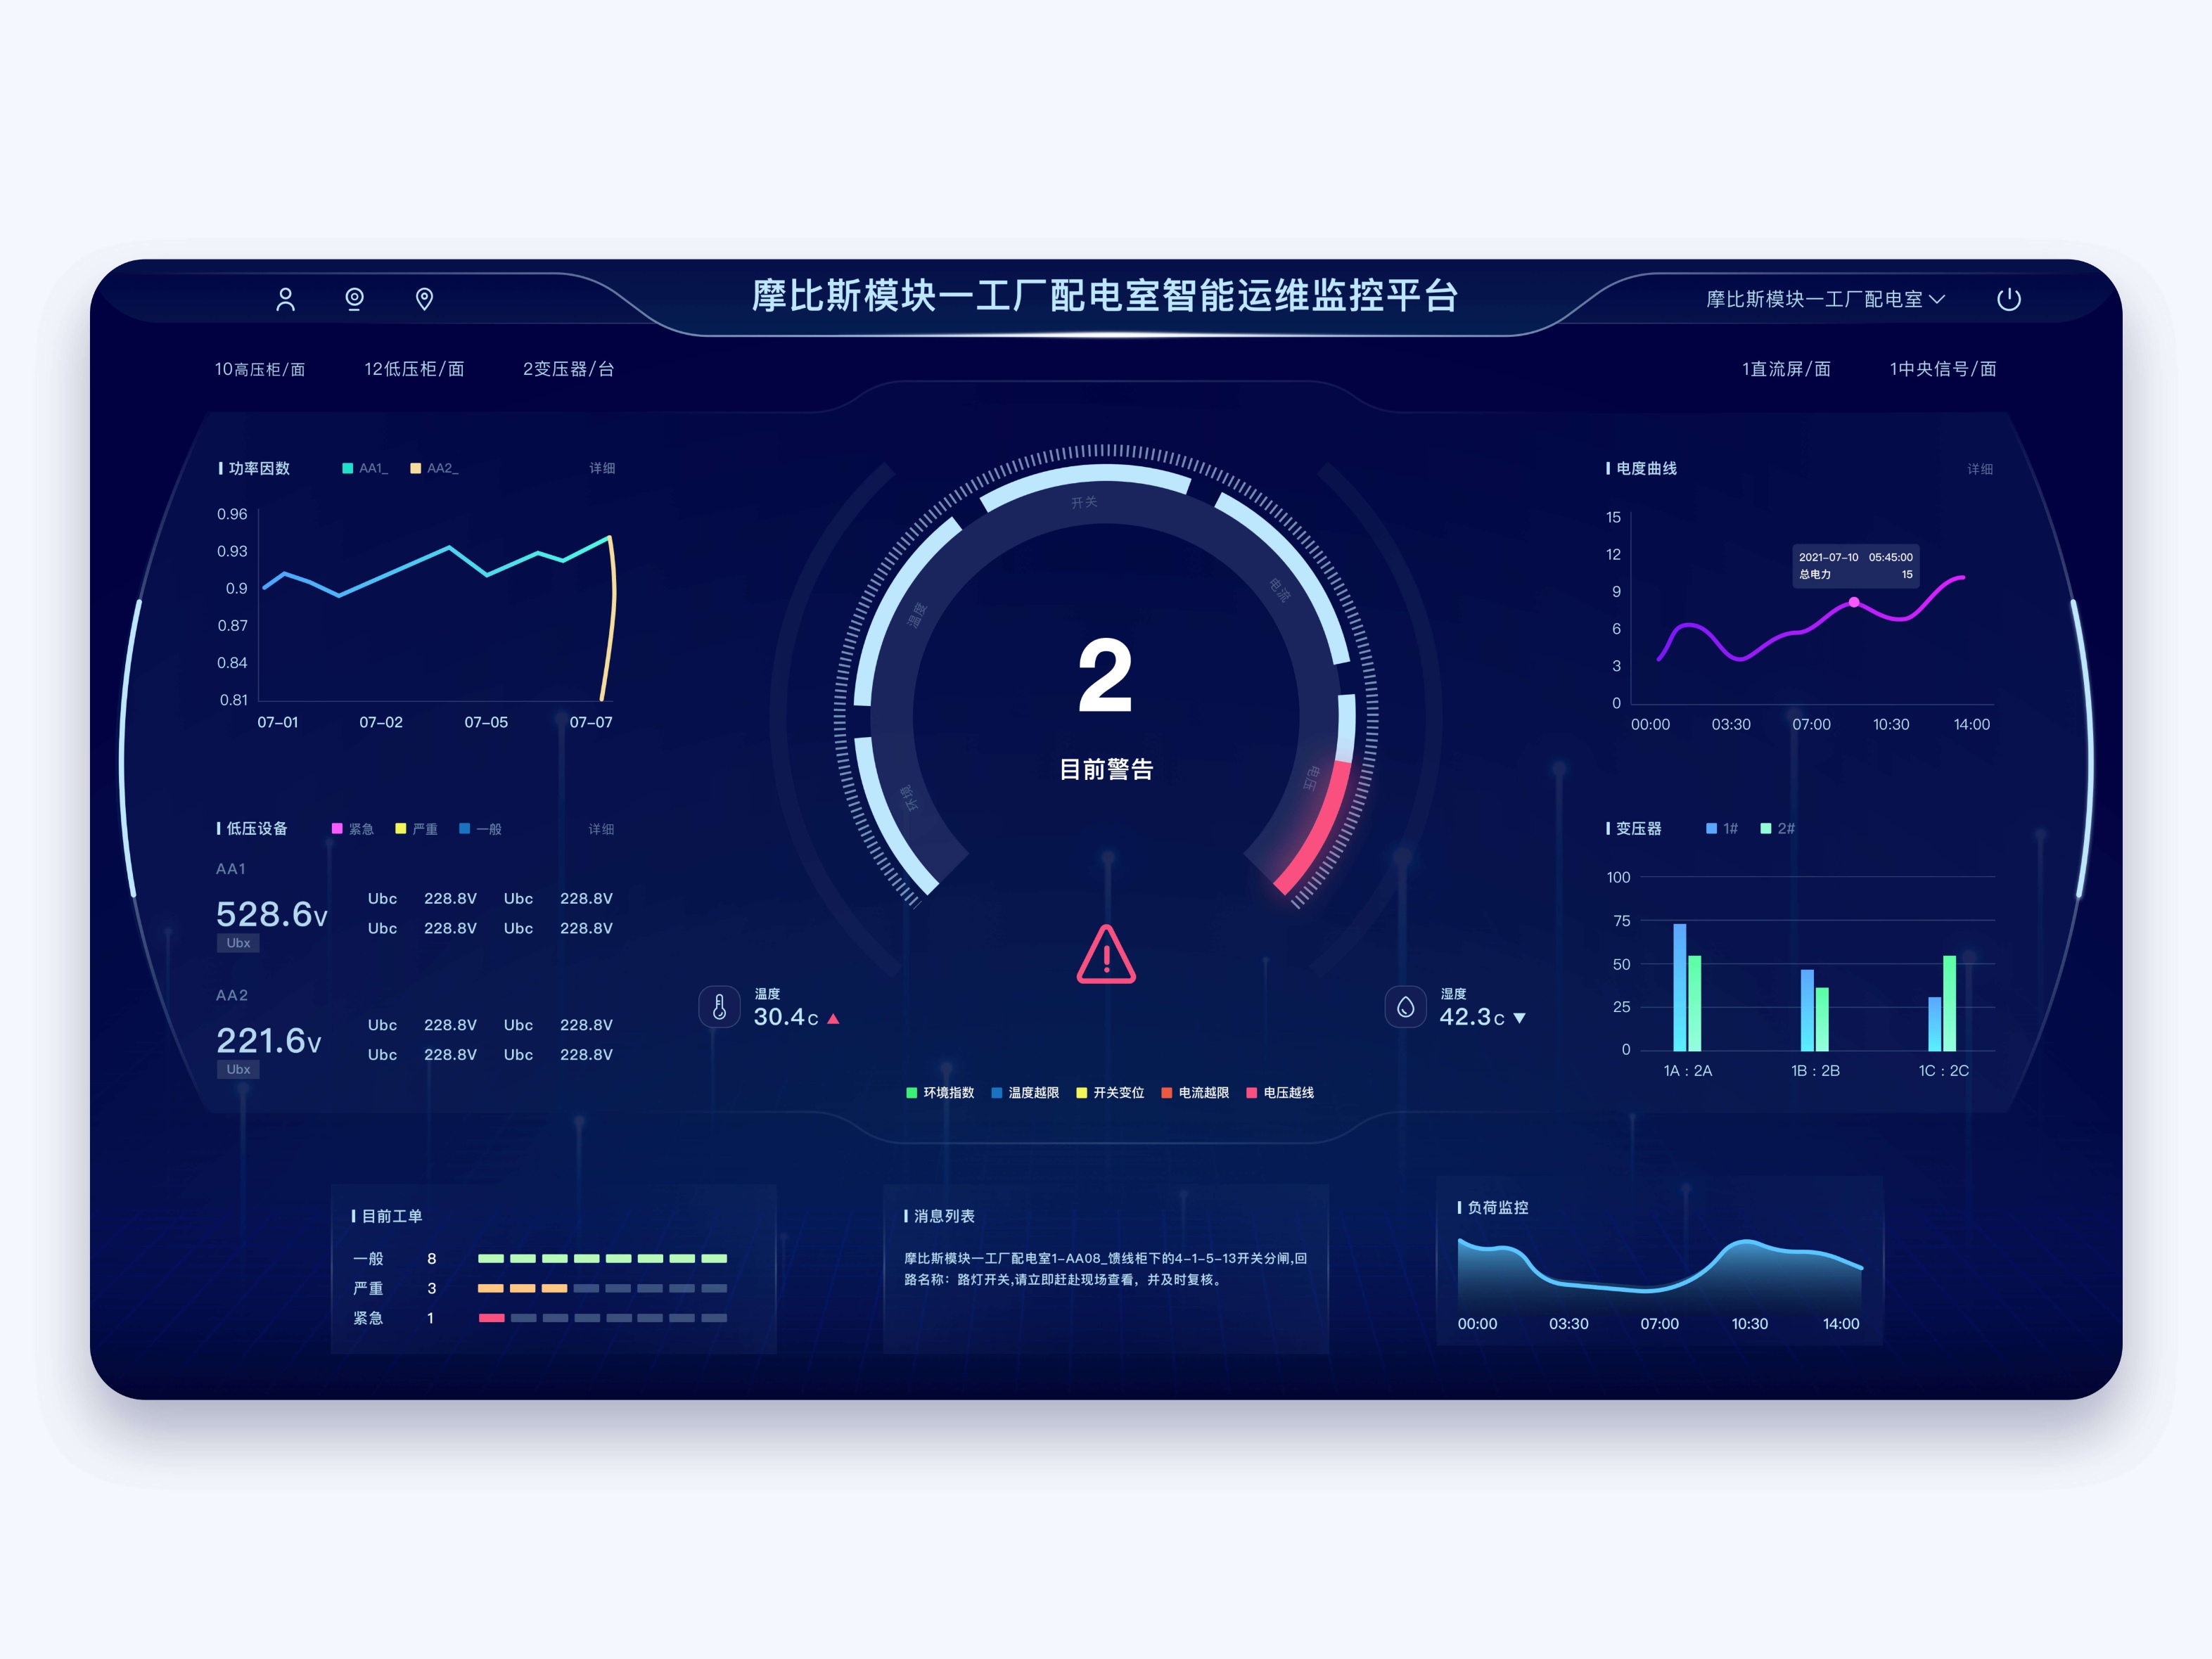 摩比斯模块一工厂配电室智能运维监控平台
摩比斯模块一工厂配电室
10高压柜/面 12低压柜/面 2变压器/台
1直流屏/面 1中央信号/面
功率因数 AA1_ AA2_ 详细
0.96
0.93
0.9
0.87
0.84
0.81
07-01 07-02 07-05 07-07
低压设备 紧急 严重 一般 详细
AA1
528.6V
Ubx
Ubc 228.8V Ubc 228.8V
Ubc 228.8V Ubc 228.8V
AA2
221.6V
Ubx
Ubc 228.8V Ubc 228.8V
Ubc 228.8V Ubc 228.8V
开关
温度
电流
环境
电压
2
目前警告
温度
30.4C
湿度
42.3C
环境指数 温度越限 开关变位 电流越限 电压越线
电度曲线 详细
15
12
9
6
3
0
2021-07-10 05:45:00
总电力 15
00:00 03:30 07:00 10:30 14:00
变压器 1# 2#
100
75
50
25
0
1A : 2A 1B : 2B 1C : 2C
目前工单
一般 8
严重 3
紧急 1
消息列表
摩比斯模块一工厂配电室1-AA08_馈线柜下的4-1-5-13开关分闸,回
路名称：路灯开关,请立即赶赴现场查看，并及时复核。
负荷监控
00:00 03:30 07:00 10:30 14:00